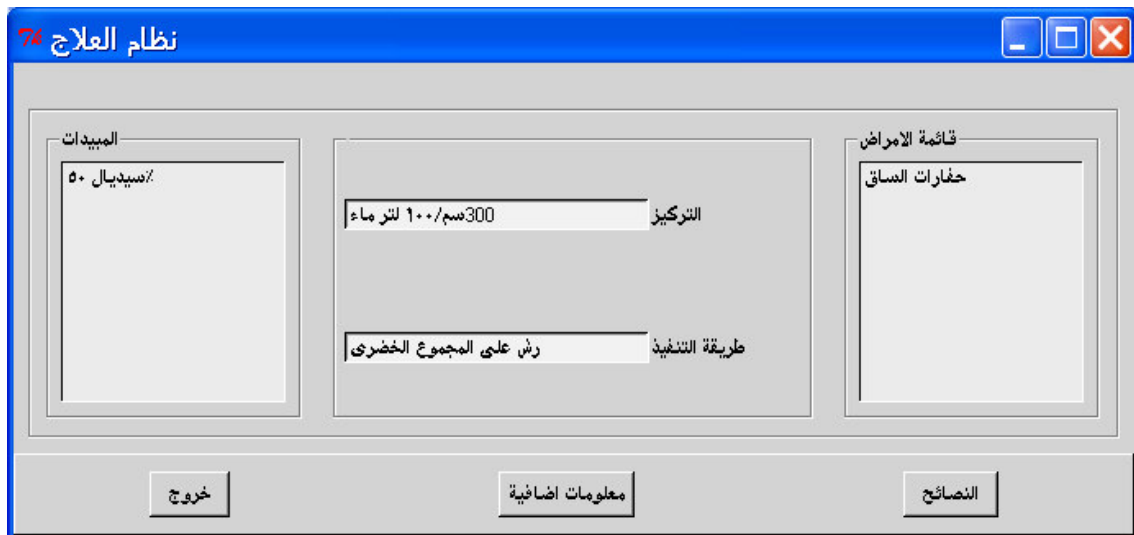 نظام العلاج
قائمة الامراض
حفارات الساق
التركيز
300سم/١٠٠ لتر ماء
طريقة التنفيذ
رش على المجموع الخضرى
المبيدات
٪سيديال ٥٠
النصائح
معلومات اضافية
خروج